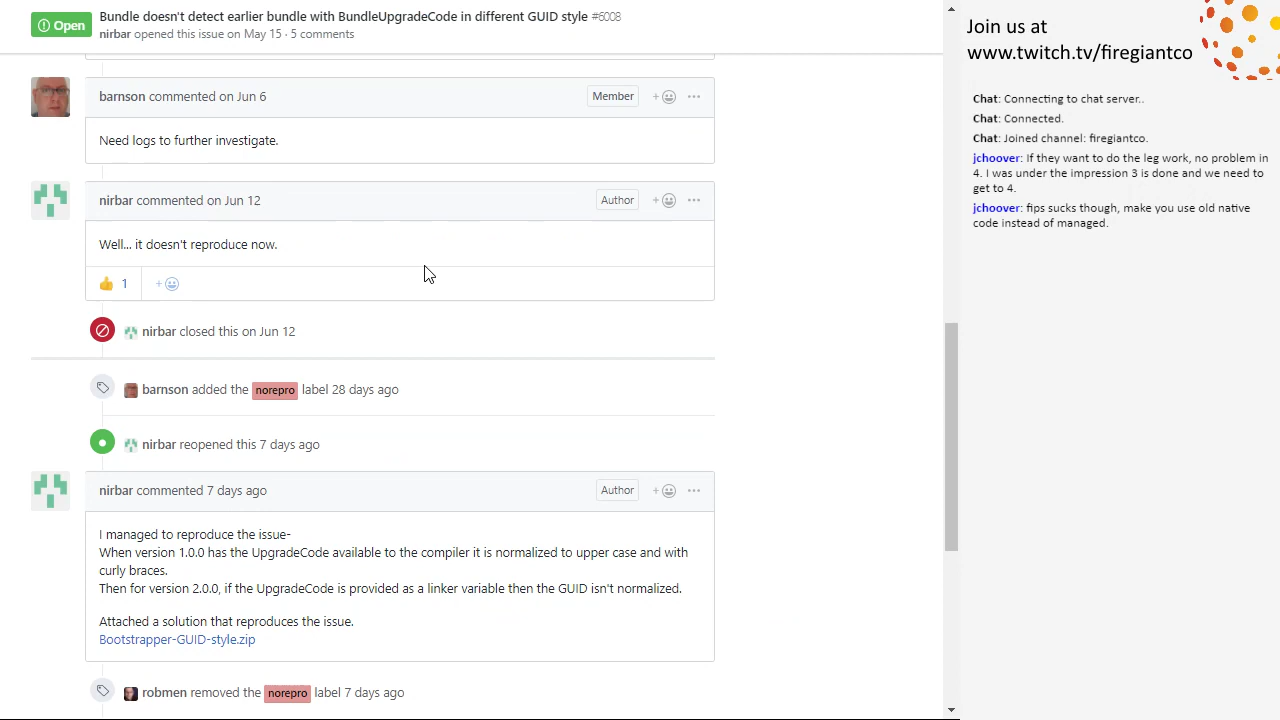 Open
Bundle doesn't detect earlier bundle with BundleUpgradeCode in different GUID style #6008
nirbar opened this issue on May 15 · 5 comments
barnson commented on Jun 6
Member
Need logs to further investigate.
nirbar commented on Jun 12
Author
Well... it doesn't reproduce now.
1
nirbar closed this on Jun 12
barnson added the norepro label 28 days ago
nirbar reopened this 7 days ago
nirbar commented 7 days ago
Author
I managed to reproduce the issue-
When version 1.0.0 has the UpgradeCode available to the compiler it is normalized to upper case and with
curly braces.
Then for version 2.0.0, if the UpgradeCode is provided as a linker variable then the GUID isn't normalized.
Attached a solution that reproduces the issue.
Bootstrapper-GUID-style.zip
robmen removed the norepro label 7 days ago
Join us at
www.twitch.tv/firegiantco
Chat: Connecting to chat server..
Chat: Connected.
Chat: Joined channel: firegiantco.
jchoover: If they want to do the leg work, no problem in
4. I was under the impression 3 is done and we need to
get to 4.
jchoover: fips sucks though, make you use old native
code instead of managed.